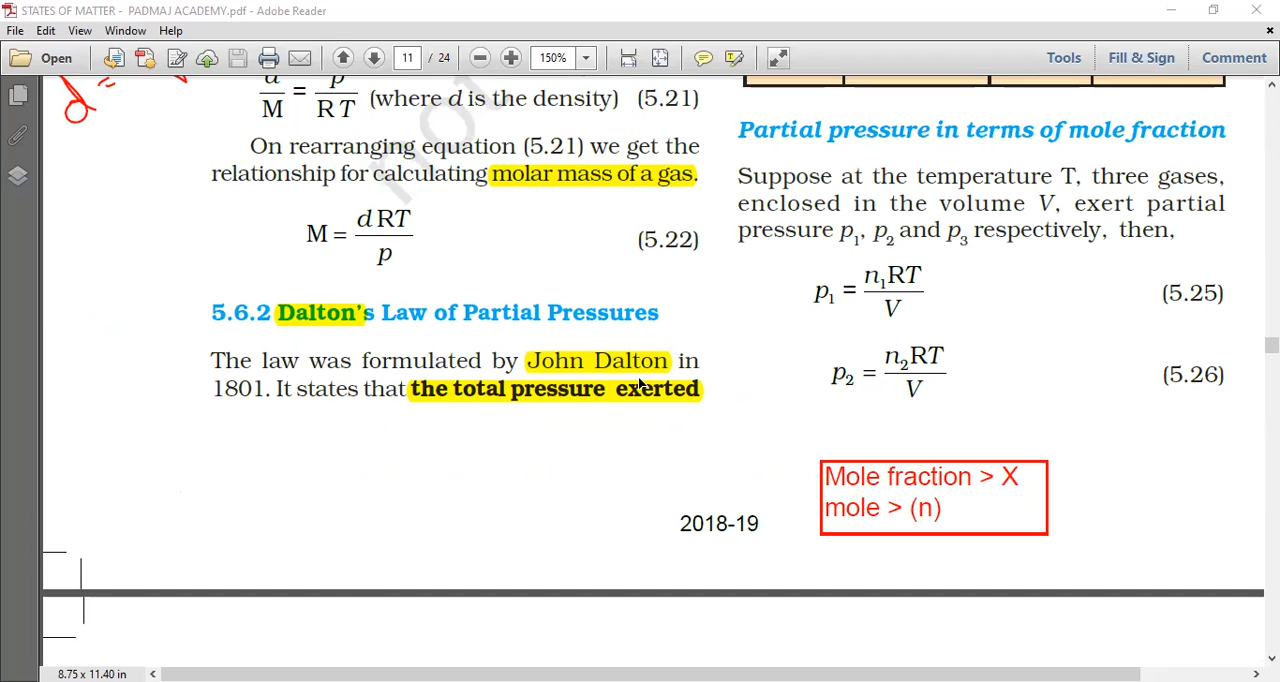 STATES OF MATTER - PADMAJ ACADEMY.pdf - Adobe Reader
File Edit View Window Help
Open 11 / 24 150% Tools Fill & Sign Comment
d/M = p/RT (where d is the density) (5.21)
On rearranging equation (5.21) we get the
relationship for calculating molar mass of a gas.
M = dRT/p (5.22)
5.6.2 Dalton's Law of Partial Pressures
The law was formulated by John Dalton in
1801. It states that the total pressure exerted
Partial pressure in terms of mole fraction
Suppose at the temperature T, three gases,
enclosed in the volume V, exert partial
pressure p₁, p₂ and p₃ respectively, then,
p₁ = n₁RT/V (5.25)
p₂ = n₂RT/V (5.26)
Mole fraction > X
mole > (n)
2018-19
not
8.75 x 11.40 in